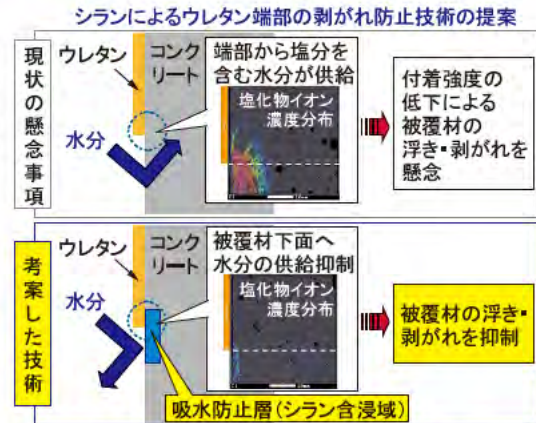 シランによるウレタン端部の剥がれ防止技術の提案
現状の懸念事項
ウレタン
コンク
リート
水分
端部から塩分を
含む水分が供給
塩化物イオン
濃度分布
付着強度の
低下による
被覆材の
浮き・剥がれを
懸念
考案した技術
ウレタン
コンク
リート
水分
被覆材下面へ
水分の供給抑制
塩化物イオン
濃度分布
被覆材の浮き・
剥がれを抑制
吸水防止層(シラン含浸域)